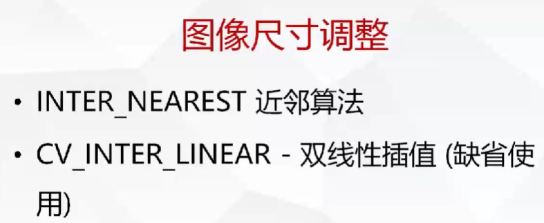 图像尺寸调整
• INTER_NEAREST 近邻算法
• CV_INTER_LINEAR - 双线性插值 (缺省使
用)